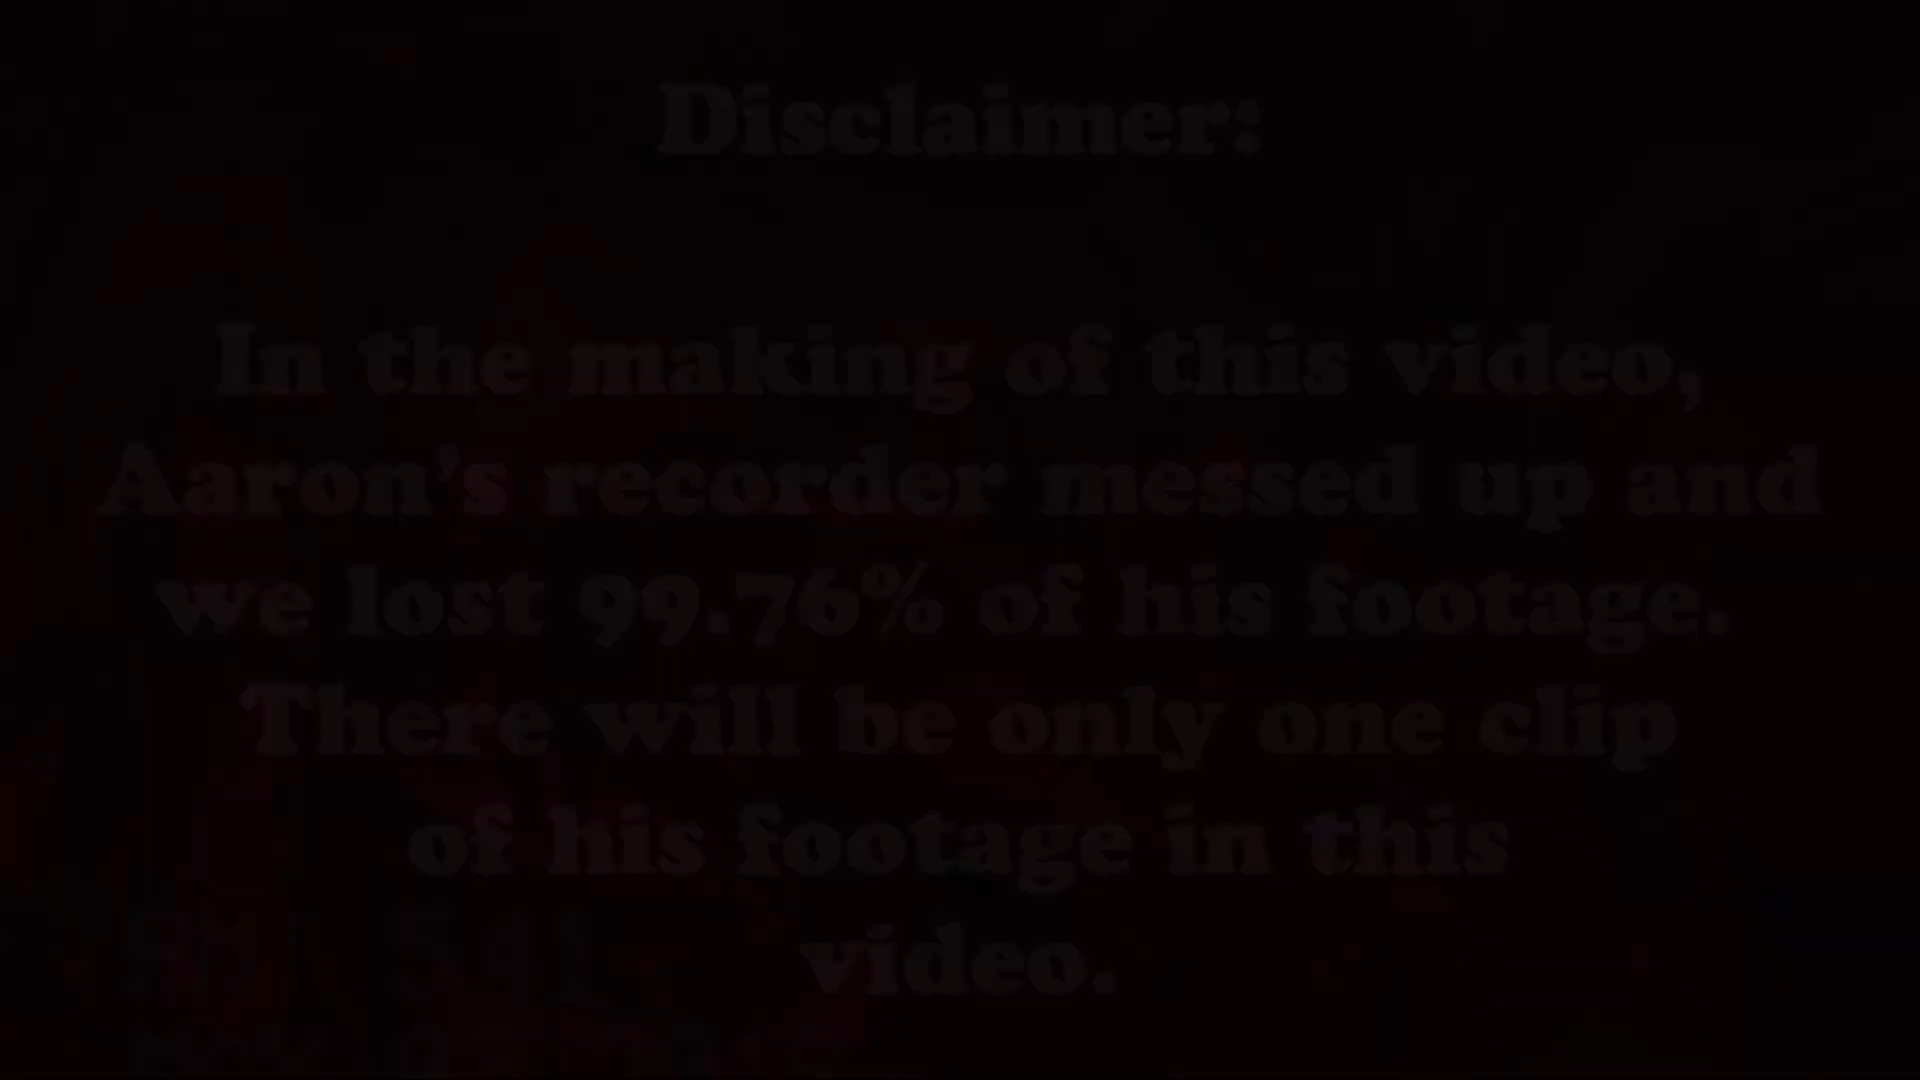 Disclaimer:
In the making of this video,
Aaron's recorder messed up and
we lost 99.76% of his footage.
There will be only one clip
of his footage in this
video.